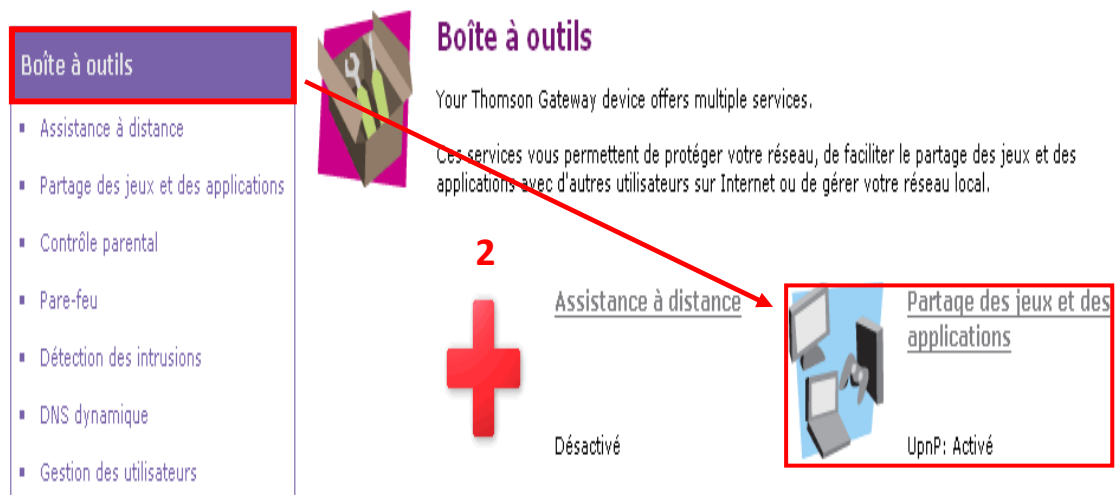 Boîte à outils
Assistance à distance
Partage des jeux et des applications
Contrôle parental
Pare-feu
Détection des intrusions
DNS dynamique
Gestion des utilisateurs
Boîte à outils
Your Thomson Gateway device offers multiple services.
Ces services vous permettent de protéger votre réseau, de faciliter le partage des jeux et des
applications avec d'autres utilisateurs sur Internet ou de gérer votre réseau local.
2
Assistance à distance
Désactivé
Partage des jeux et des
applications
UpnP: Activé